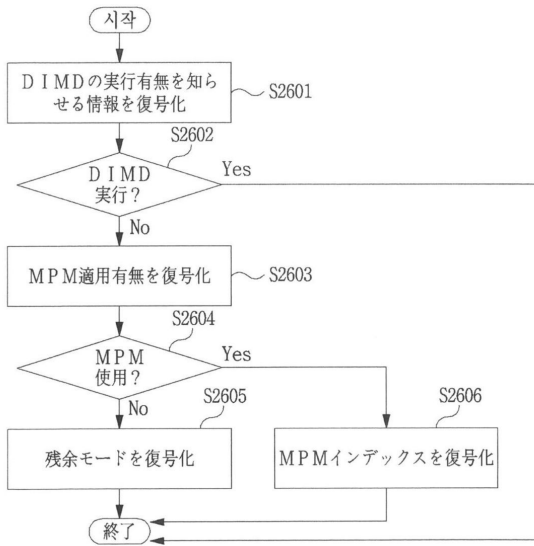 시작
DIMDの実行有無を知ら
せる情報を復号化
S2601
S2602
DIMD
実行？
Yes
No
MPM適用有無を復号化
S2603
S2604
MPM
使用？
Yes
No
S2605
S2606
残余モードを復号化
MPMインデックスを復号化
終了